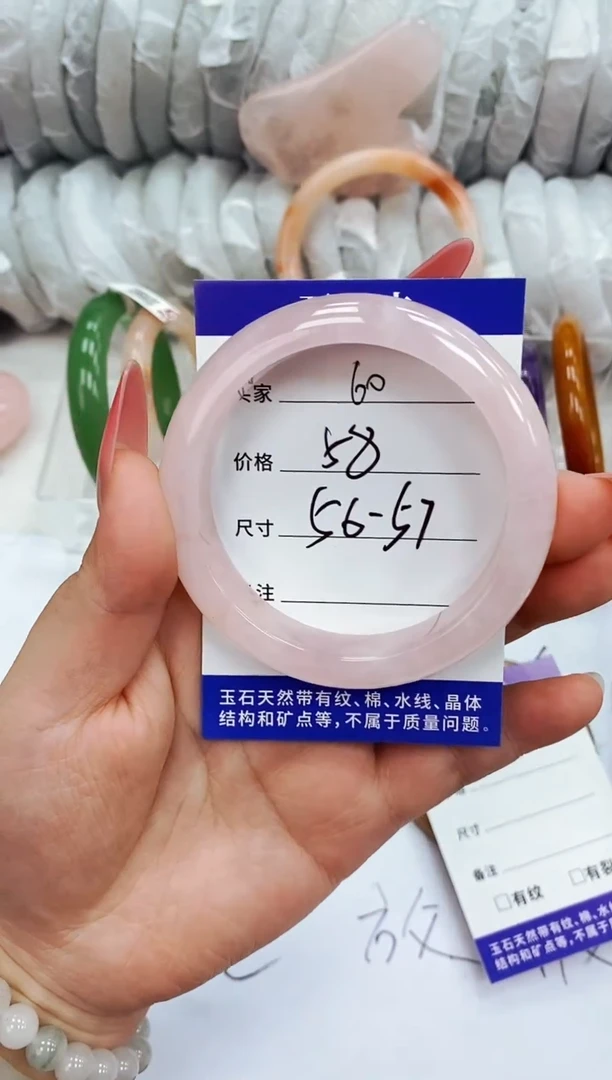 家 60
价格 58
尺寸 56-57
注
玉石天然带有纹、棉、水线、晶体
结构和矿点等，不属于质量问题。
尺寸
备注
□有纹 □有裂
玉石天然带有纹、棉、水
结构和矿点等，不属于
放